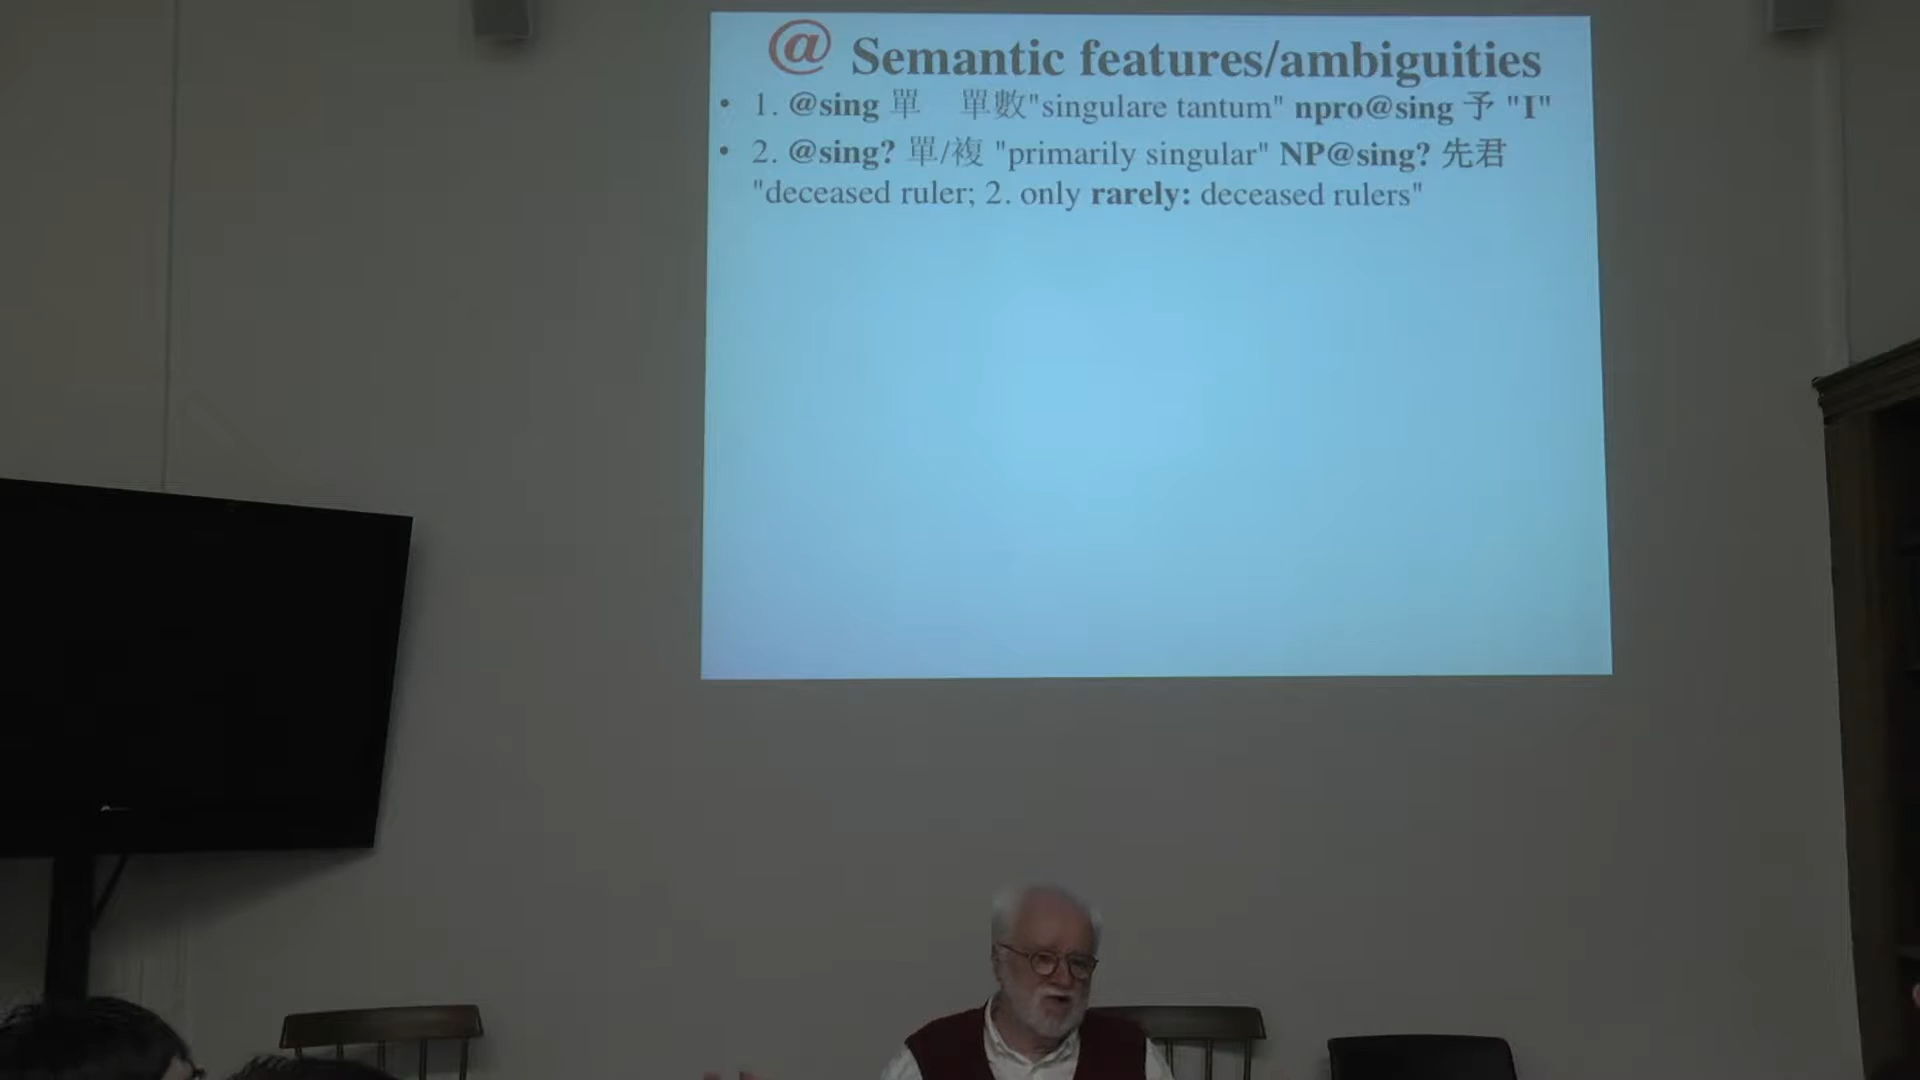 @ Semantic features/ambiguities
• 1. @sing 單 單數"singulare tantum" npro@sing 予 "I"
• 2. @sing? 單/複 "primarily singular" NP@sing? 先君
"deceased ruler; 2. only rarely: deceased rulers"